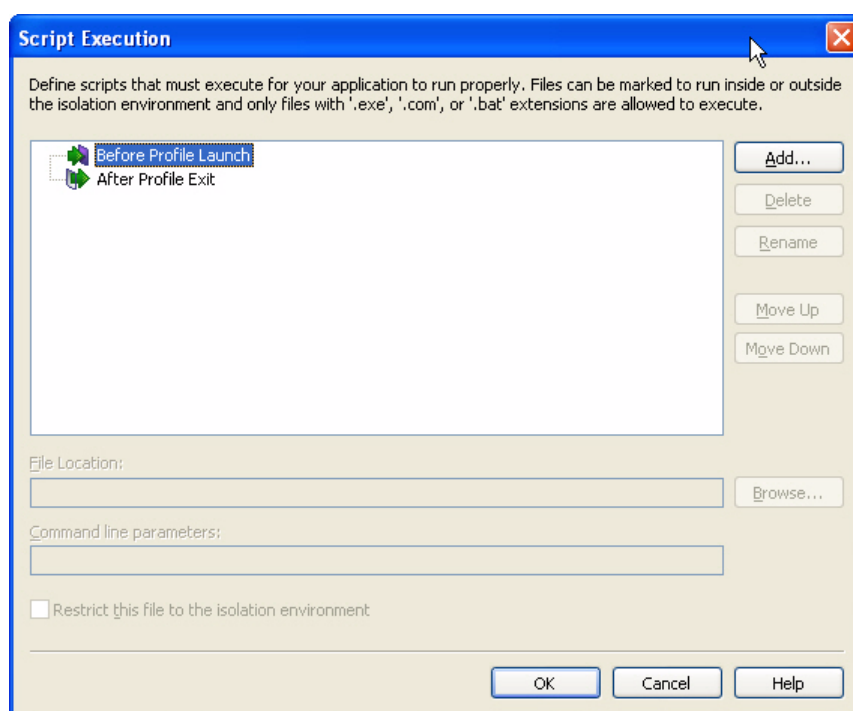 Script Execution
Define scripts that must execute for your application to run properly. Files can be marked to run inside or outside
the isolation environment and only files with '.exe', '.com', or '.bat' extensions are allowed to execute.
Before Profile Launch
After Profile Exit
Add...
Delete
Rename
Move Up
Move Down
File Location:
Browse...
Command line parameters:
Restrict this file to the isolation environment
OK
Cancel
Help